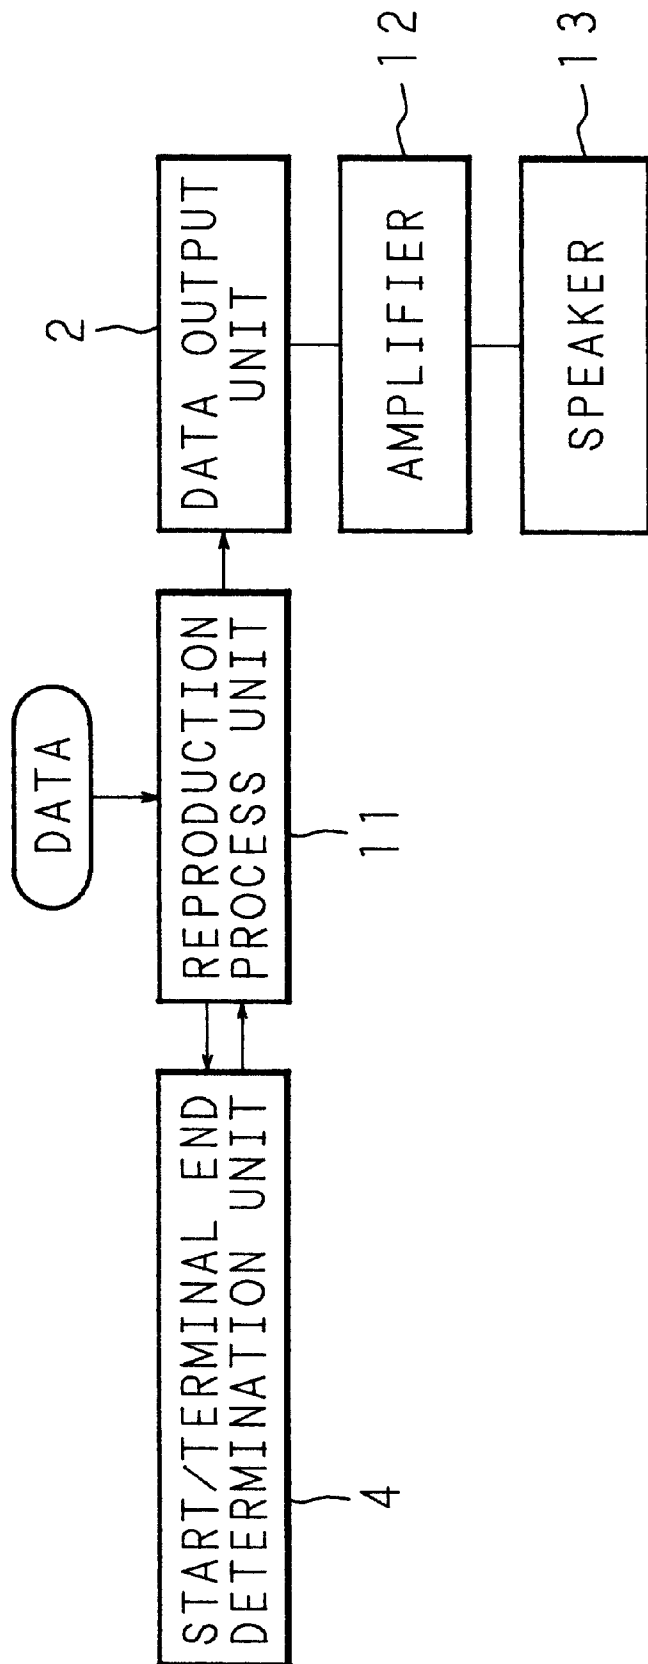 DATA
START/TERMINAL END
DETERMINATION UNIT
4
REPRODUCTION
PROCESS UNIT
11
2
DATA OUTPUT
UNIT
AMPLIFIER
12
SPEAKER
13